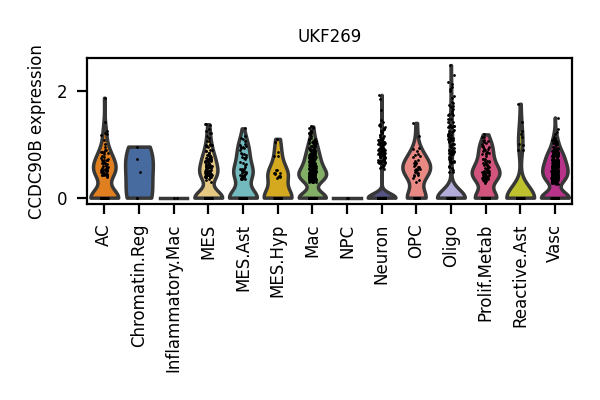 UKF269
CCDC90B expression
2
0
AC
Chromatin.Reg
Inflammatory.Mac
MES
MES.Ast
MES.Hyp
Mac
NPC
Neuron
OPC
Oligo
Prolif.Metab
Reactive.Ast
Vasc